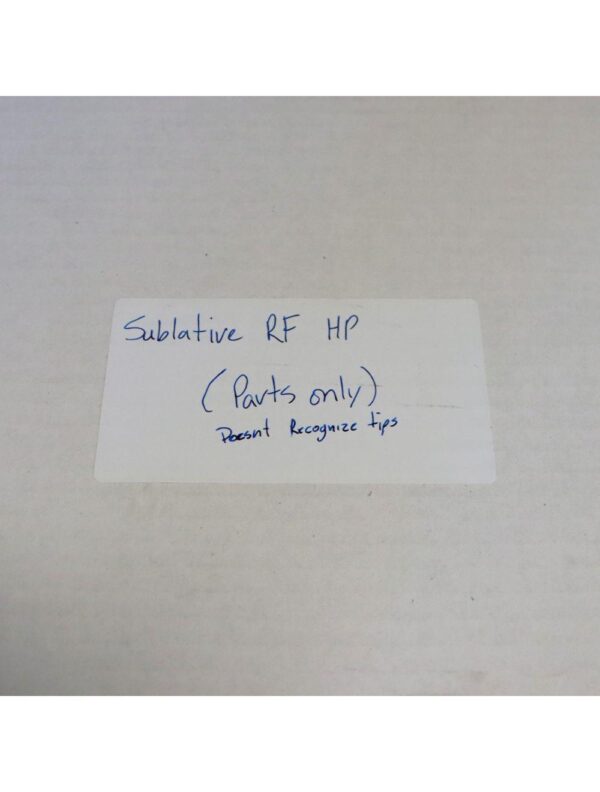 Sublative RF HP
(Parts only)
Doesnt Recognize tips